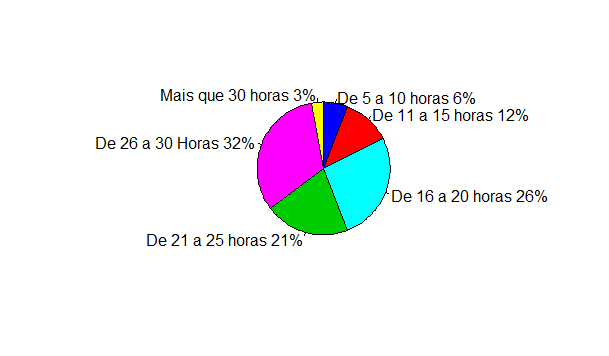 Mais que 30 horas 3%
De 5 a 10 horas 6%
De 11 a 15 horas 12%
De 26 a 30 Horas 32%
De 16 a 20 horas 26%
De 21 a 25 horas 21%